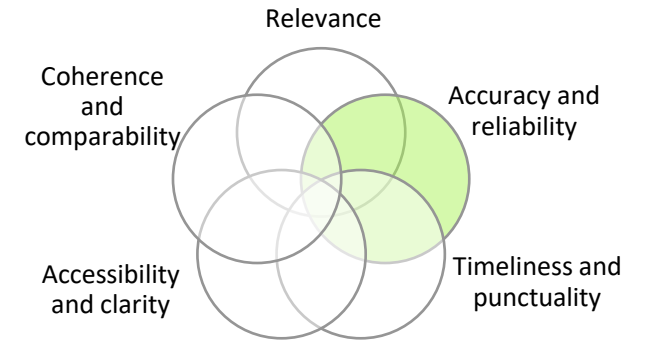 Relevance
Coherence
and
comparability
Accuracy and
reliability
Accessibility
and clarity
Timeliness and
punctuality